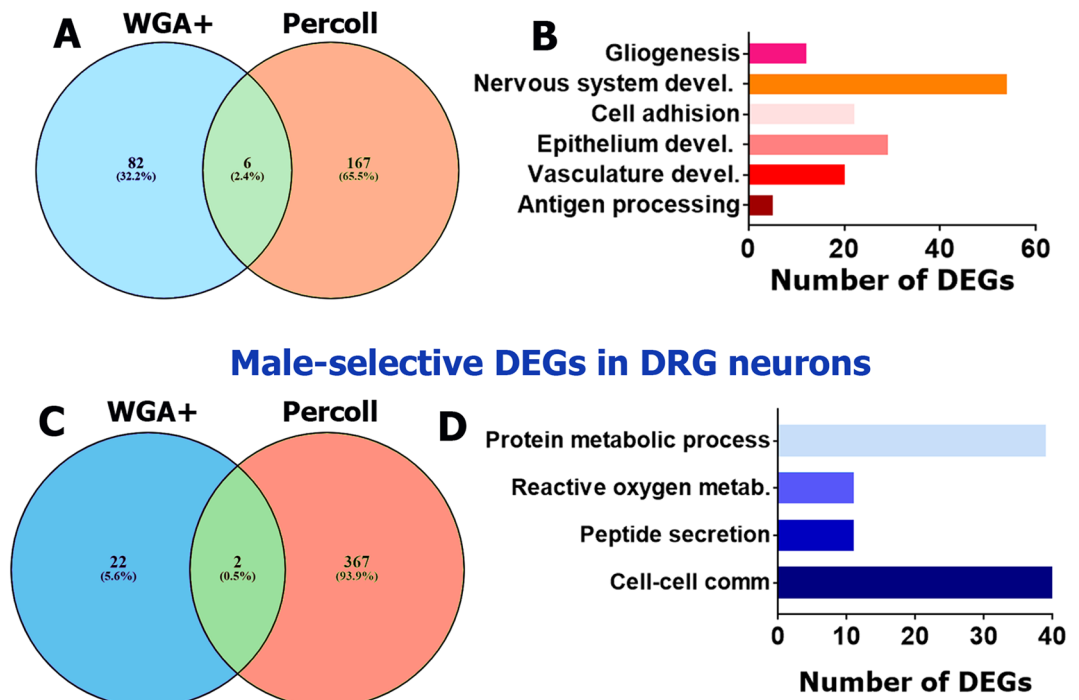 A
WGA+
Percoll
82
(32.2%)
6
(2.4%)
167
(65.5%)
B
Gliogenesis
Nervous system devel.
Cell adhision
Epithelium devel.
Vasculature devel.
Antigen processing
0 20 40 60
Number of DEGs
Male-selective DEGs in DRG neurons
C
WGA+
Percoll
22
(5.6%)
2
(0.5%)
367
(93.9%)
D
Protein metabolic process
Reactive oxygen metab.
Peptide secretion
Cell-cell comm
0 10 20 30 40
Number of DEGs